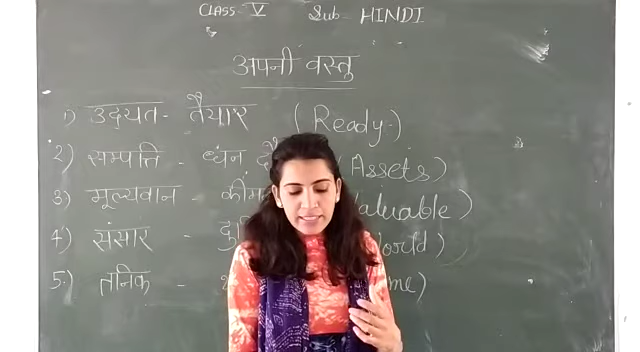 CLASS- V Sub- HINDI
अपनी वस्तु
1) उद्यत- तैयार (Ready-)
2) सम्पत्ति - धन Assets)
3) मूल्यवान - aluable)
4) संसार - orld)
5) तनिक - me)